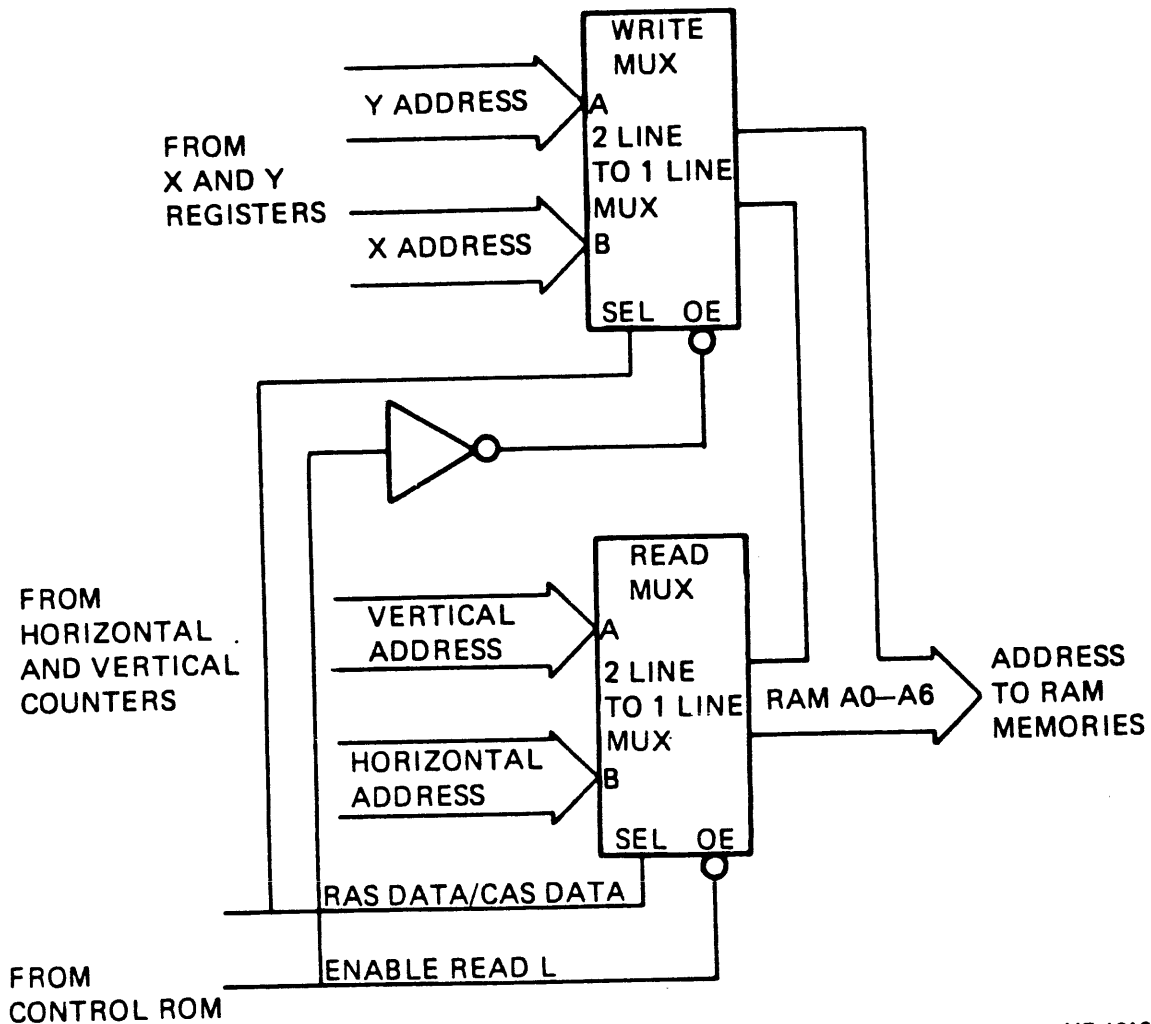 WRITE
MUX
Y ADDRESS
A
2 LINE
TO 1 LINE
MUX
FROM
X AND Y
REGISTERS
X ADDRESS
B
SEL OE
READ
MUX
FROM
HORIZONTAL
AND VERTICAL
COUNTERS
VERTICAL
ADDRESS
A
2 LINE
TO 1 LINE
MUX
RAM A0–A6
ADDRESS
TO RAM
MEMORIES
HORIZONTAL
ADDRESS
B
SEL OE
RAS DATA/CAS DATA
ENABLE READ L
FROM
CONTROL ROM